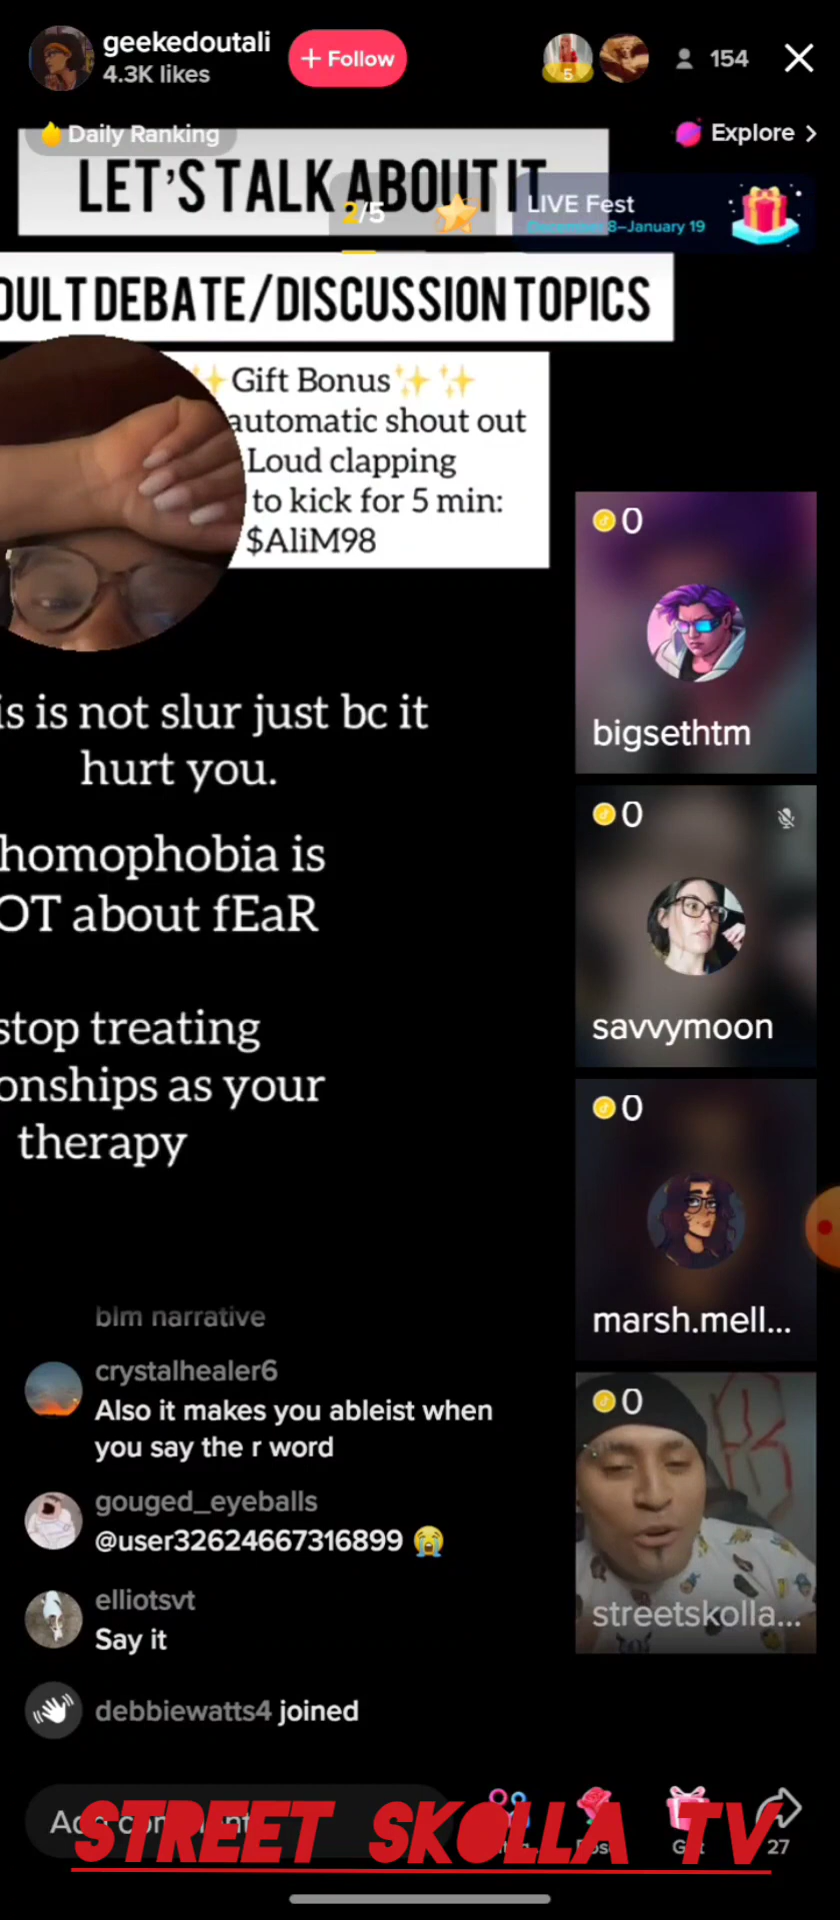 geekedoutali
4.3K likes
+ Follow
5
154
Daily Ranking
Explore >
LET'S TALK ABOUT IT
2/5
LIVE Fest
8–January 19
DEBATE/DISCUSSION TOPICS
Gift Bonus
automatic shout out
Loud clapping
to kick for 5 min:
$AliM98
0
bigsethtm
is not slur just bc it
hurt you.
homophobia is
about fEaR
stop treating
as your
therapy
0
savvymoon
0
marsh.mell...
0
streetskolla...
blm narrative
crystalhealer6
Also it makes you ableist when
you say the r word
gouged_eyeballs
@user32624667316899 😭
elliotsvt
Say it
debbiewatts4 joined
STREET SKOLLA TV
27